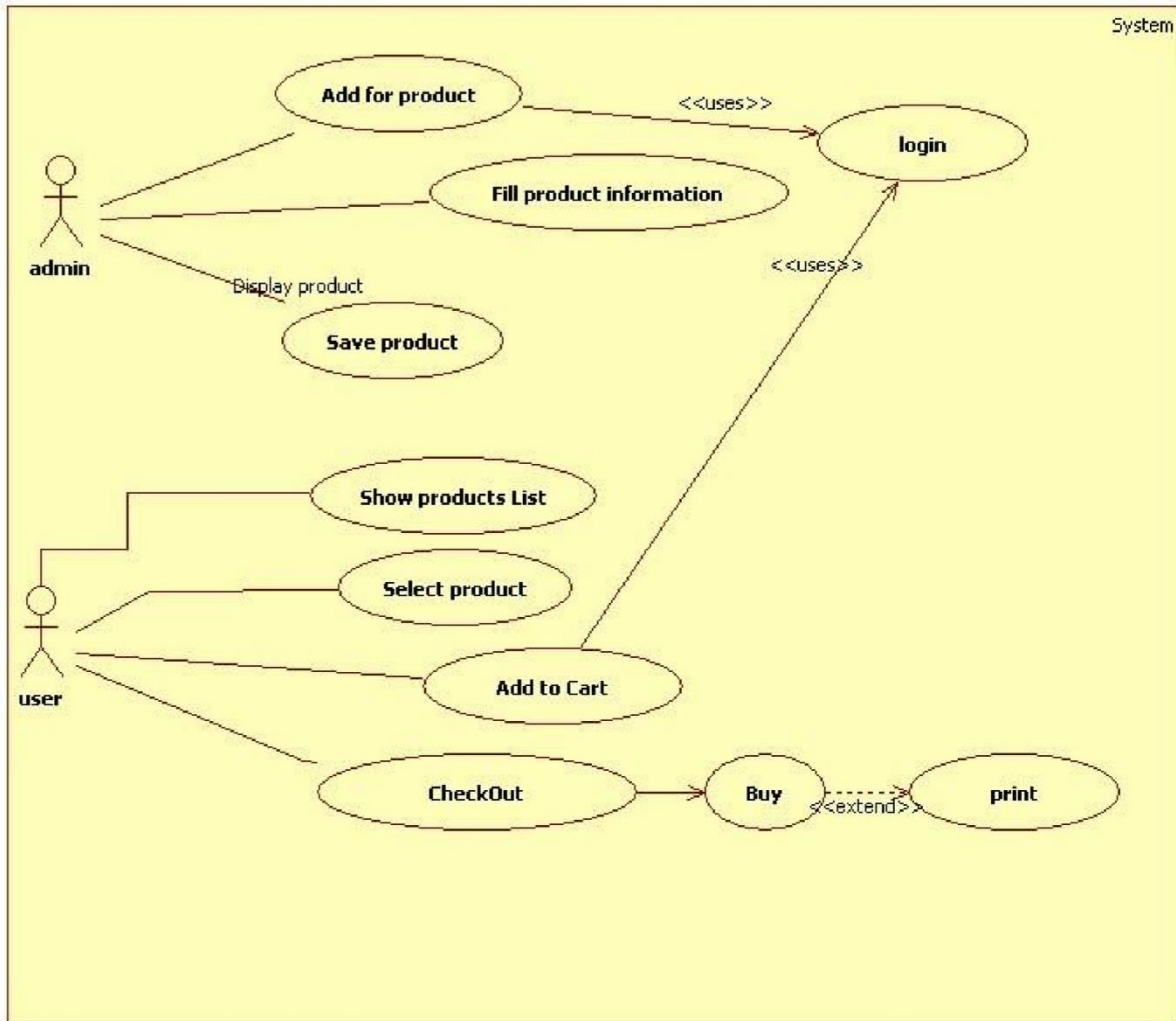 System
Add for product
<<uses>>
login
Fill product information
admin
<<uses>>
Display product
Save product
Show products List
Select product
user
Add to Cart
CheckOut
Buy
<<extend>>
print